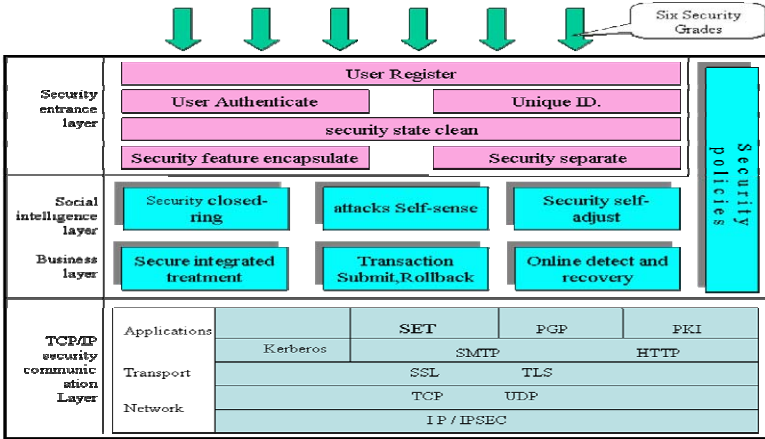 Six Security
Grades
Security
entrance
layer
User Register
User Authenticate
Unique ID.
security state clean
Security feature encapsulate
Security separate
Security policies
Social
intelligence
layer
Security closed-
ring
attacks Self-sense
Security self-
adjust
Business
layer
Secure integrated
treatment
Transaction
Submit,Rollback
Online detect and
recovery
TCP/IP
security
communic
ation
Layer
Applications
SET
PGP
PKI
Kerberos
SMTP
HTTP
Transport
SSL
TLS
Network
TCP
UDP
IP/IPSEC